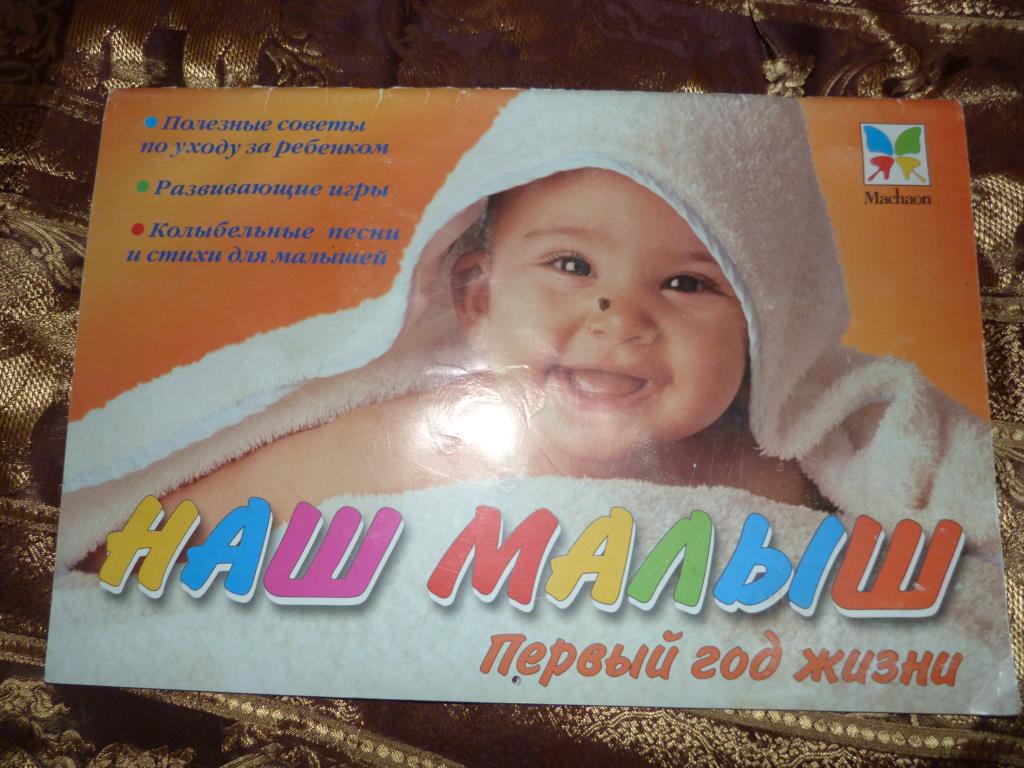 • Полезные советы
по уходу за ребенком
• Развивающие игры
• Колыбельные песни
и стихи для малышей
Machaon
НАШ МАЛЫШ
Первый год жизни